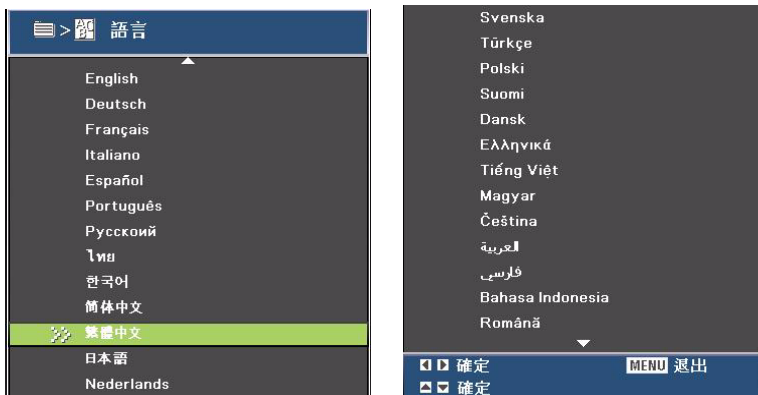 > 語言
English
Deutsch
Français
Italiano
Español
Português
Русскоий
ไทย
한국어
简体中文
繁體中文
日本語
Nederlands
Svenska
Türkçe
Polski
Suomi
Dansk
Ελληνικά
Tiếng Việt
Magyar
Čeština
العربية
فارسی
Bahasa Indonesia
Română
確定 MENU 退出
確定